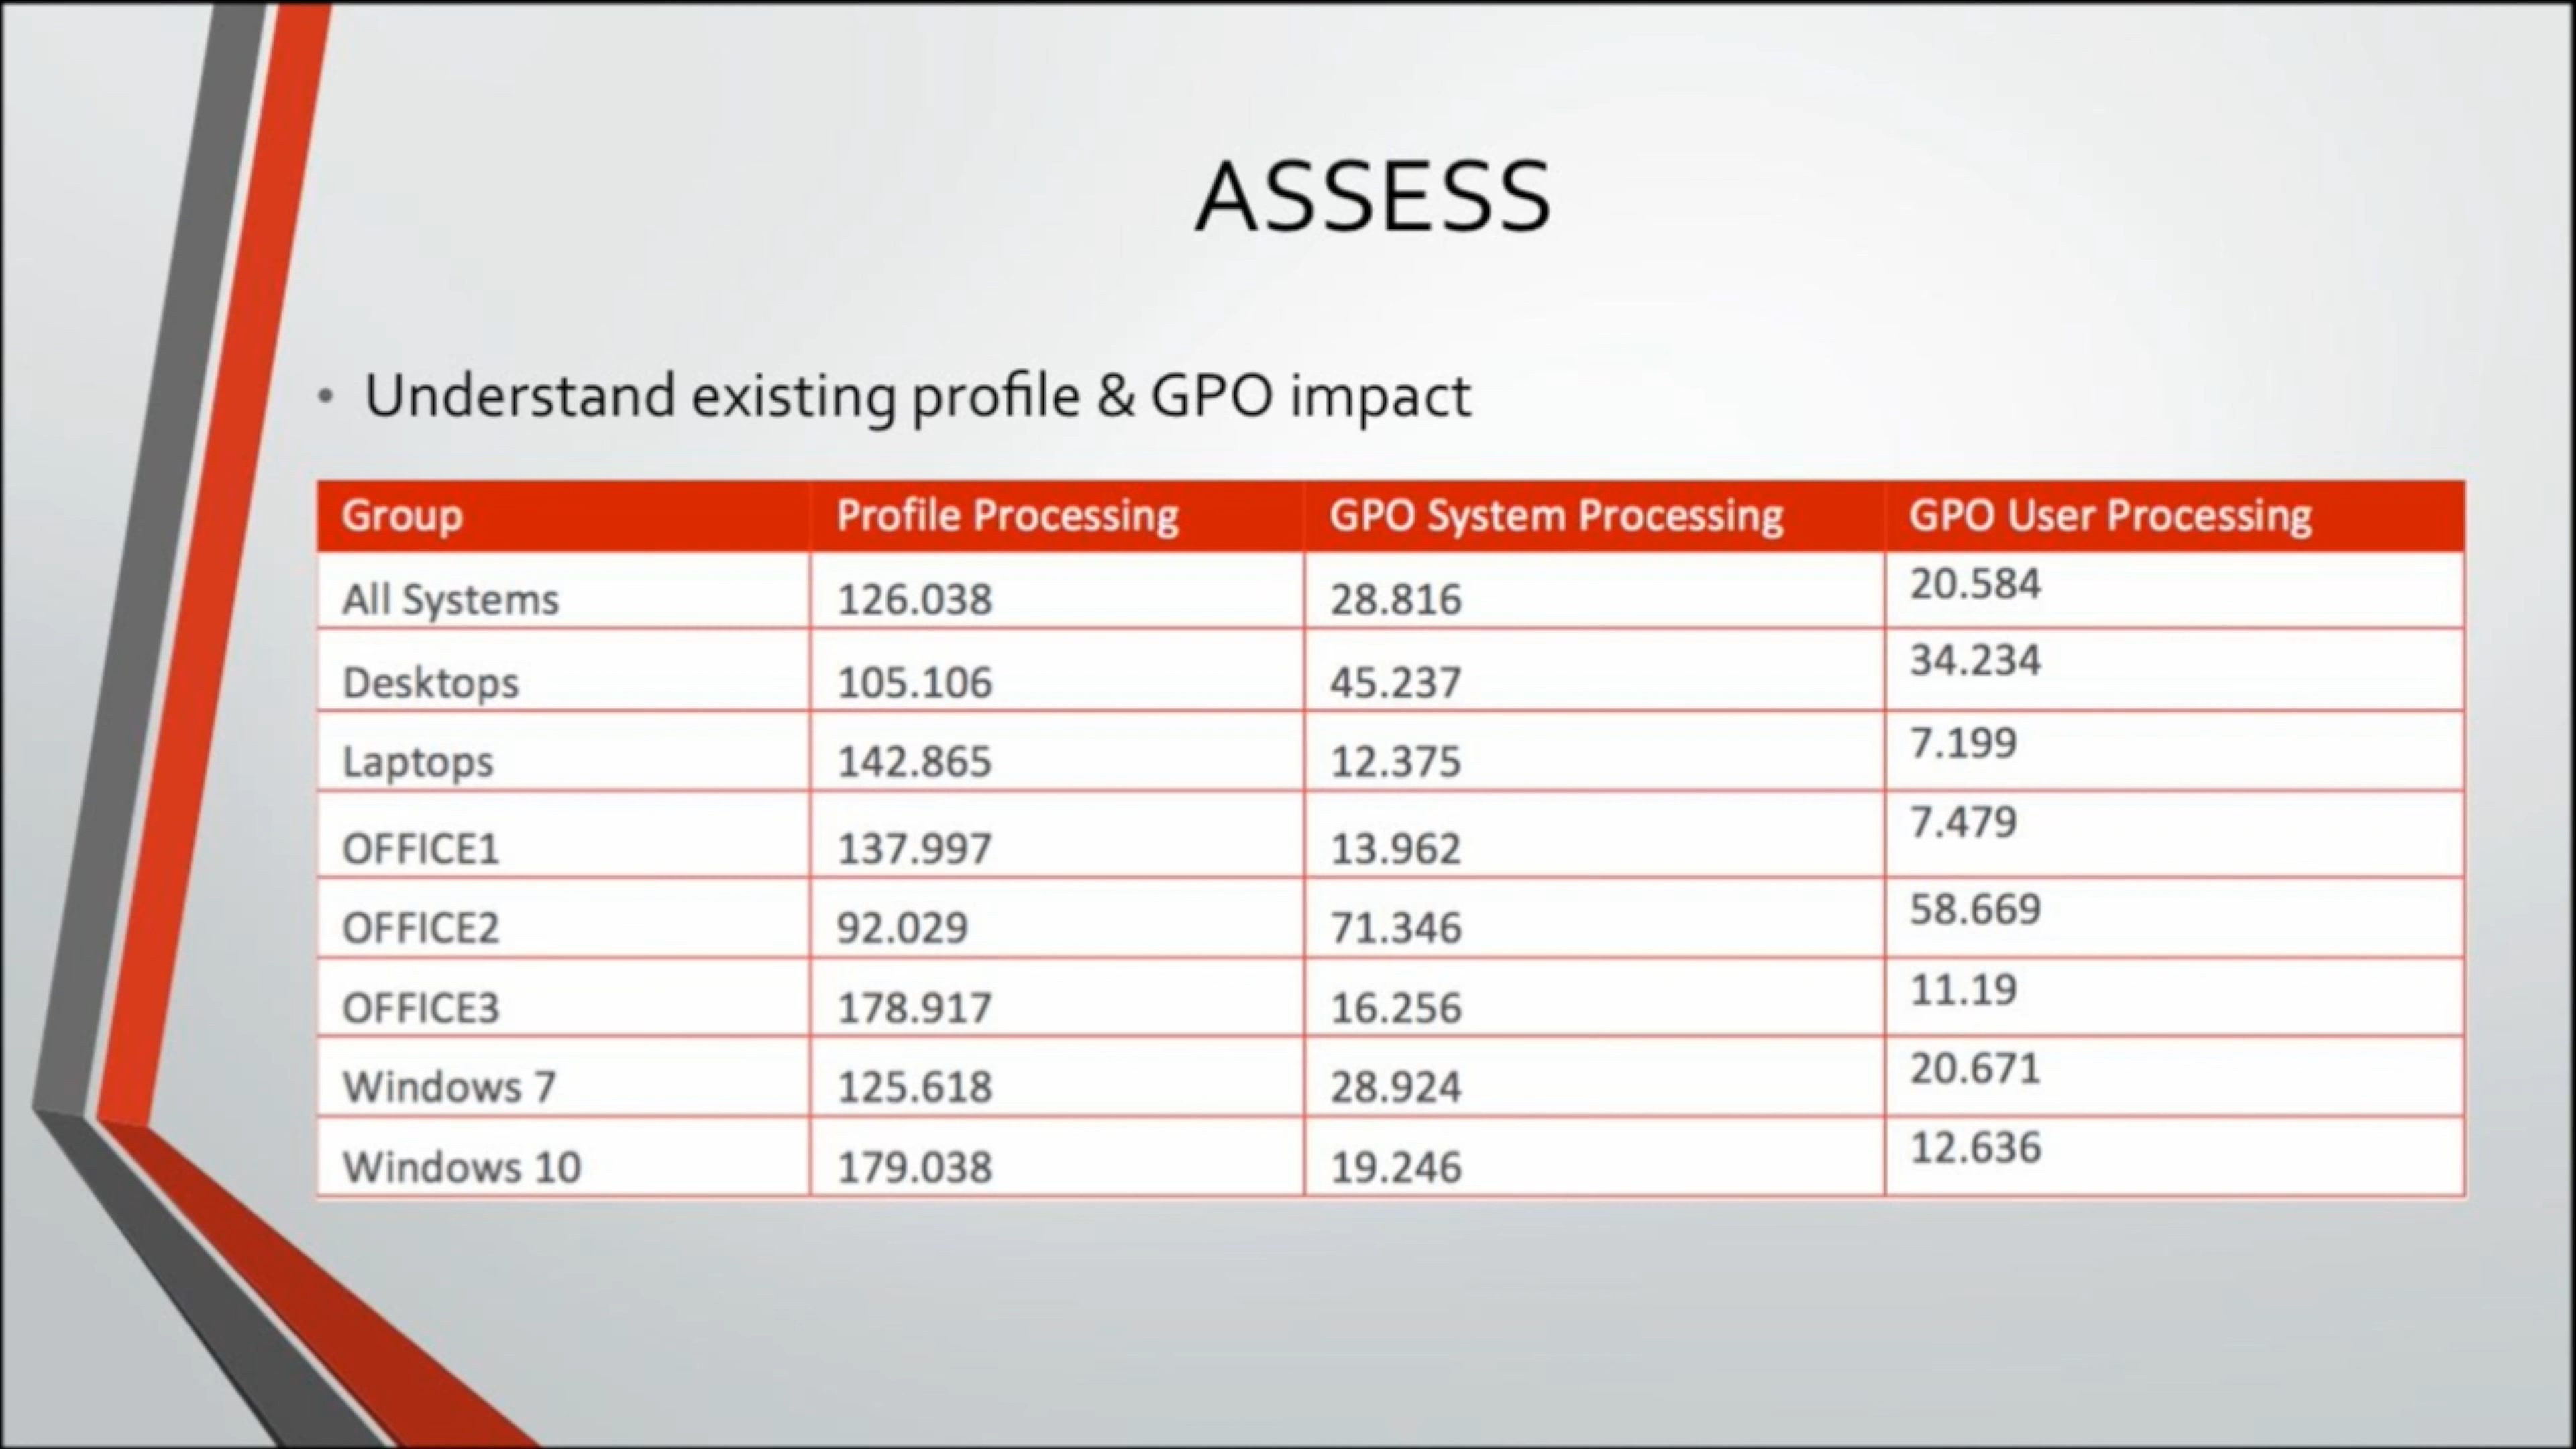 ASSESS
• Understand existing profile & GPO impact
Group Profile Processing GPO System Processing GPO User Processing
All Systems 126.038 28.816 20.584
Desktops 105.106 45.237 34.234
Laptops 142.865 12.375 7.199
OFFICE1 137.997 13.962 7.479
OFFICE2 92.029 71.346 58.669
OFFICE3 178.917 16.256 11.19
Windows 7 125.618 28.924 20.671
Windows 10 179.038 19.246 12.636